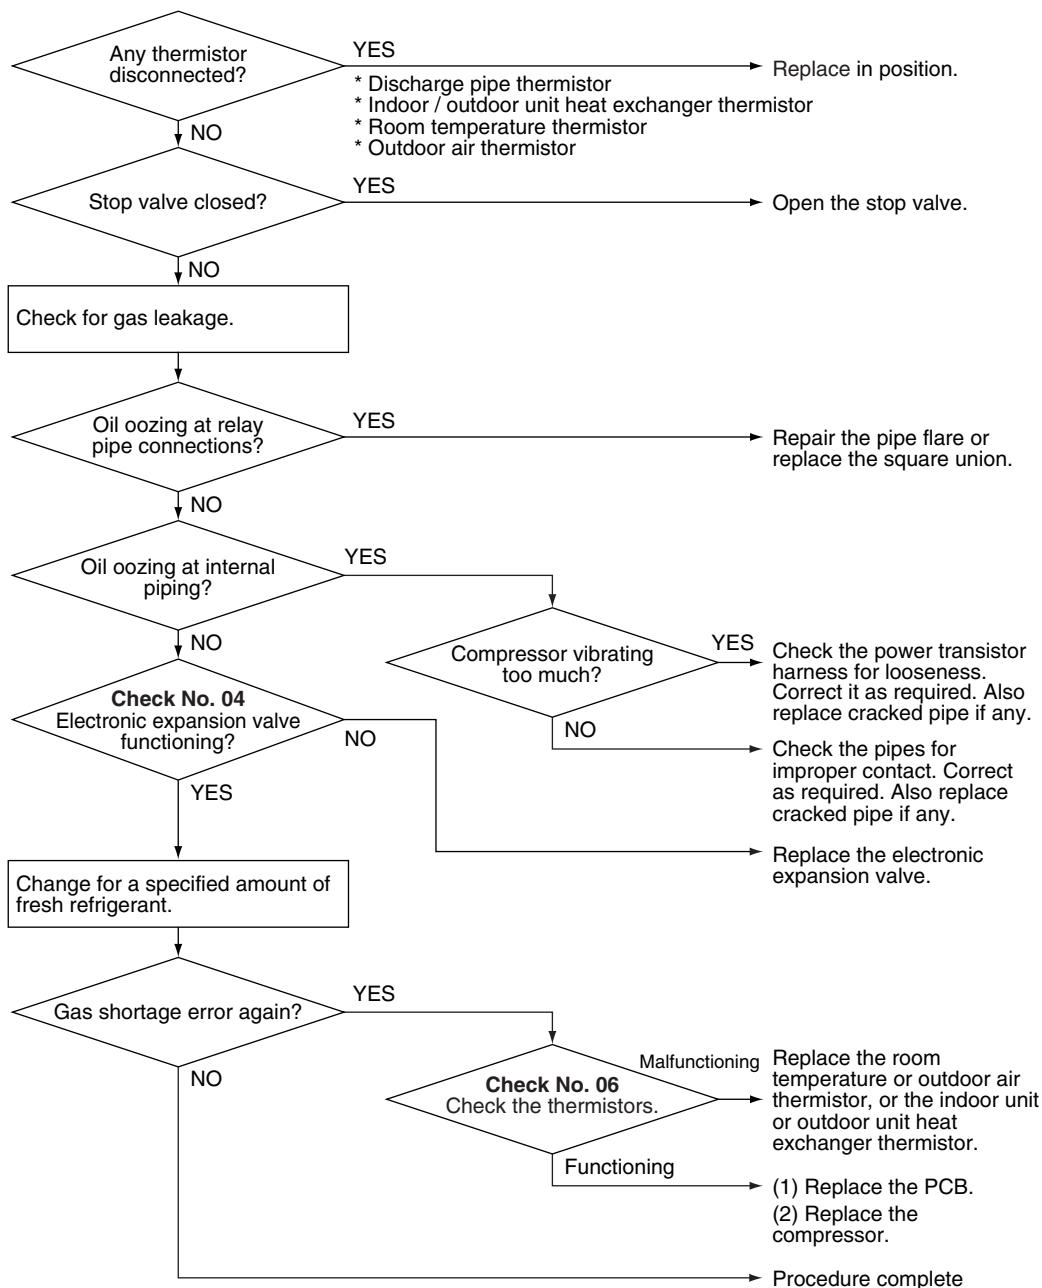 Any thermistor
disconnected?
YES
* Discharge pipe thermistor
* Indoor / outdoor unit heat exchanger thermistor
* Room temperature thermistor
* Outdoor air thermistor
Replace in position.
NO
Stop valve closed?
YES
Open the stop valve.
NO
Check for gas leakage.
Oil oozing at relay
pipe connections?
YES
Repair the pipe flare or
replace the square union.
NO
Oil oozing at internal
piping?
YES
NO
Compressor vibrating
too much?
YES
Check the power transistor
harness for looseness.
Correct it as required. Also
replace cracked pipe if any.
NO
Check the pipes for
improper contact. Correct
as required. Also replace
cracked pipe if any.
Check No. 04
Electronic expansion valve
functioning?
NO
Replace the electronic
expansion valve.
YES
Change for a specified amount of
fresh refrigerant.
Gas shortage error again?
YES
NO
Check No. 06
Check the thermistors.
Malfunctioning
Replace the room
temperature or outdoor air
thermistor, or the indoor unit
or outdoor unit heat
exchanger thermistor.
Functioning
(1) Replace the PCB.
(2) Replace the
compressor.
Procedure complete